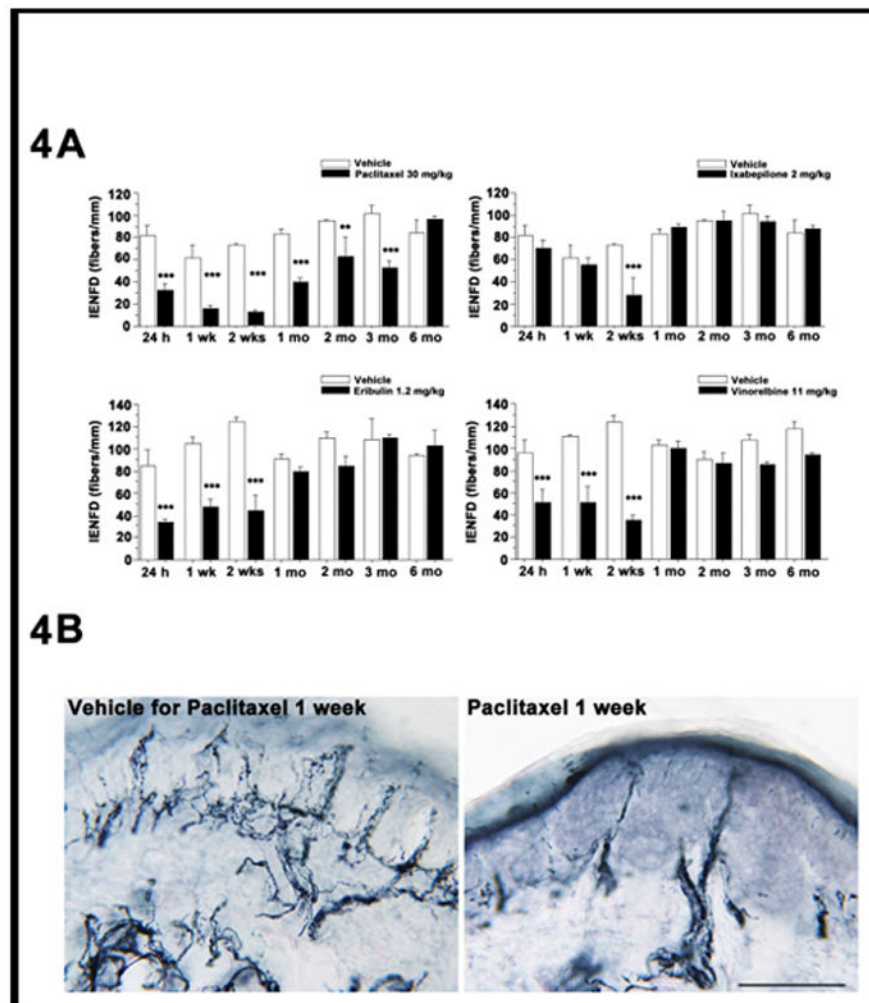 4A
Vehicle
Paclitaxel 30 mg/kg
IENFD (fibers/mm)
120
100
80
60
40
20
0
***
***
***
***
**
***
24 h
1 wk
2 wks
1 mo
2 mo
3 mo
6 mo
Vehicle
Ixabepilone 2 mg/kg
IENFD (fibers/mm)
120
100
80
60
40
20
0
***
24 h
1 wk
2 wks
1 mo
2 mo
3 mo
6 mo
Vehicle
Eribulin 1.2 mg/kg
IENFD (fibers/mm)
140
120
100
80
60
40
20
0
***
***
***
24 h
1 wk
2 wks
1 mo
2 mo
3 mo
6 mo
Vehicle
Vinorelbine 11 mg/kg
IENFD (fibers/mm)
140
120
100
80
60
40
20
0
***
***
***
24 h
1 wk
2 wks
1 mo
2 mo
3 mo
6 mo
4B
Vehicle for Paclitaxel 1 week
Paclitaxel 1 week